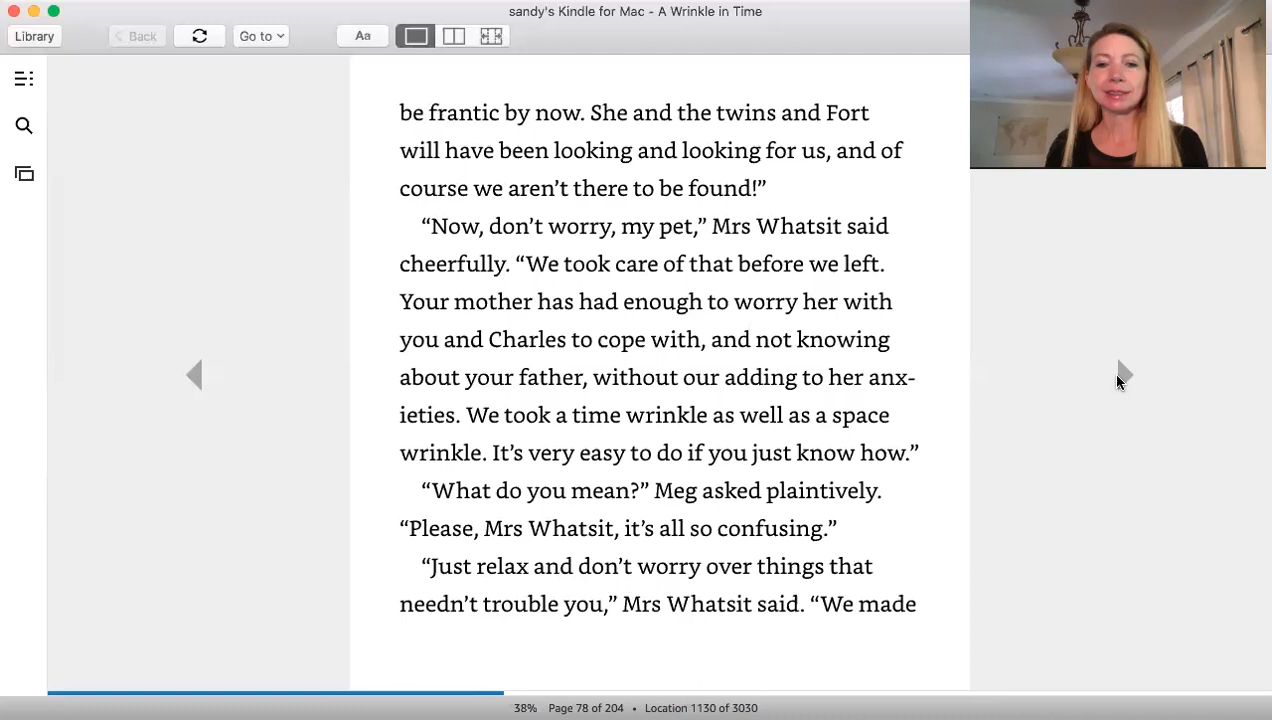 sandy's Kindle for Mac - A Wrinkle in Time
Library
Back
Go to
Aa
be frantic by now. She and the twins and Fort
will have been looking and looking for us, and of
course we aren’t there to be found!”
“Now, don’t worry, my pet,” Mrs Whatsit said
cheerfully. “We took care of that before we left.
Your mother has had enough to worry her with
you and Charles to cope with, and not knowing
about your father, without our adding to her anx-
ieties. We took a time wrinkle as well as a space
wrinkle. It’s very easy to do if you just know how.”
“What do you mean?” Meg asked plaintively.
“Please, Mrs Whatsit, it’s all so confusing.”
“Just relax and don’t worry over things that
needn’t trouble you,” Mrs Whatsit said. “We made
38% Page 78 of 204 • Location 1130 of 3030